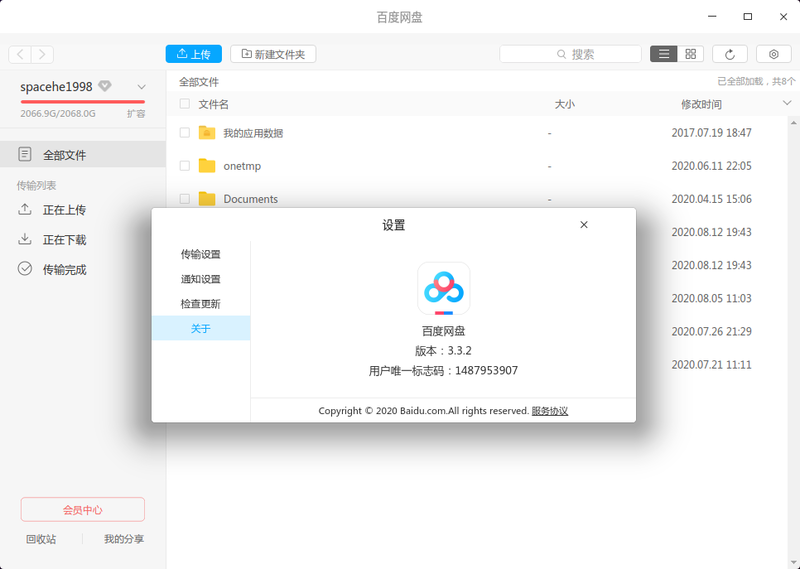 百度网盘
上传
新建文件夹
搜索
spacehe1998
2066.9G/2068.0G 扩容
全部文件
传输列表
正在上传
正在下载
传输完成
会员中心
回收站 我的分享
全部文件 已全部加载，共8个
文件名 大小 修改时间
我的应用数据 - 2017.07.19 18:47
onetmp - 2020.06.11 22:05
Documents - 2020.04.15 15:06
2020.08.12 19:43
2020.08.12 19:43
2020.08.05 11:03
2020.07.26 21:29
2020.07.21 11:11
设置
传输设置
通知设置
检查更新
关于
百度网盘
版本：3.3.2
用户唯一标志码：1487953907
Copyright © 2020 Baidu.com.All rights reserved. 服务协议